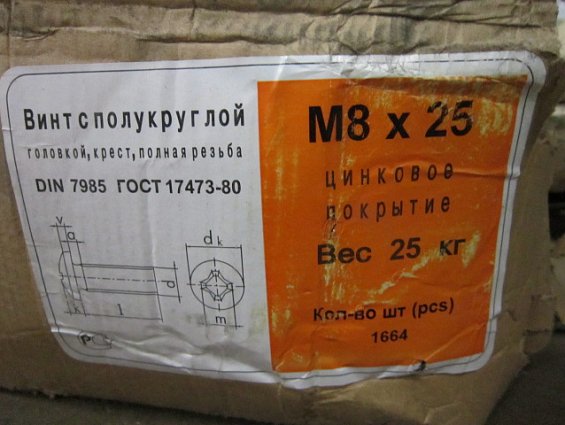 Винт с полукруглой
головкой, крест, полная резьба
DIN 7985 ГОСТ 17473-80
v
a
k
l
d
dk
m
M8 x 25
цинковое
покрытие
Вес 25 кг
Кол-во шт (pcs)
1664